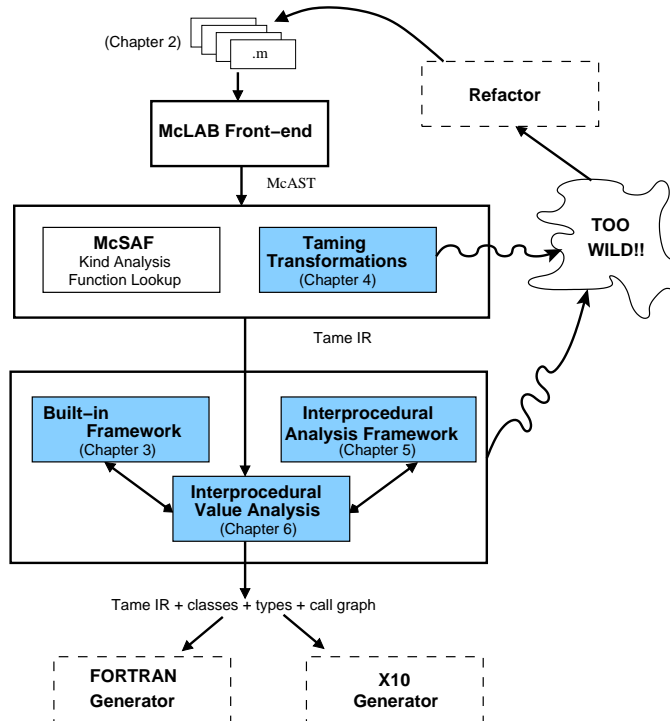 (Chapter 2)
.m
Refactor
McLAB Front−end
McAST
TOO
WILD!!
McSAF
Kind Analysis
Function Lookup
Taming
Transformations
(Chapter 4)
Tame IR
Built−in
Framework
(Chapter 3)
Interprocedural
Analysis Framework
(Chapter 5)
Interprocedural
Value Analysis
(Chapter 6)
Tame IR + classes + types + call graph
FORTRAN
Generator
X10
Generator